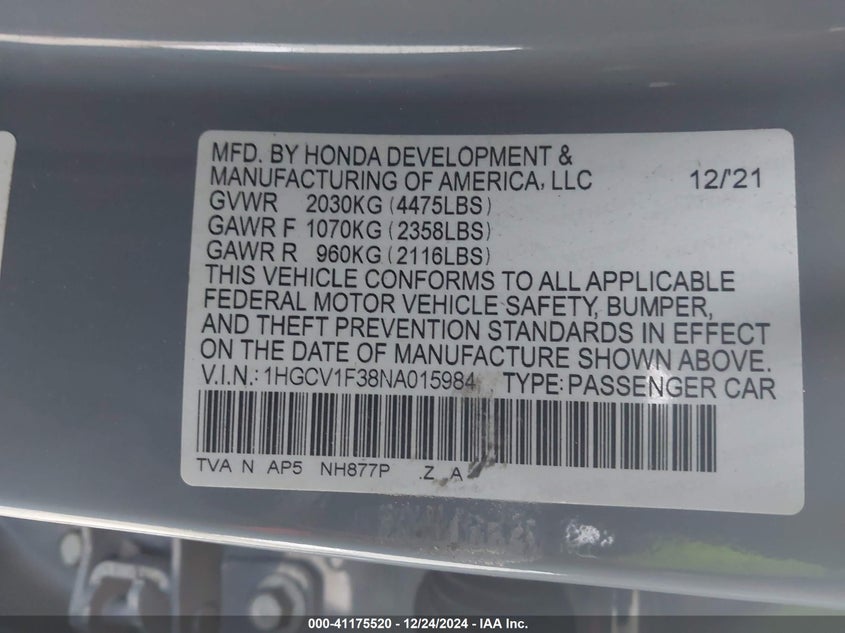 MFD. BY HONDA DEVELOPMENT &
MANUFACTURING OF AMERICA, LLC 12/'21
GVWR 2030KG (4475LBS)
GAWR F 1070KG (2358LBS)
GAWR R 960KG (2116LBS)
THIS VEHICLE CONFORMS TO ALL APPLICABLE
FEDERAL MOTOR VEHICLE SAFETY, BUMPER,
AND THEFT PREVENTION STANDARDS IN EFFECT
ON THE DATE OF MANUFACTURE SHOWN ABOVE.
V.I.N.: 1HGCV1F38NA015984 TYPE: PASSENGER CAR
TVA N AP5 NH877P .Z A
000-41175520 - 12/24/2024 - IAA Inc.